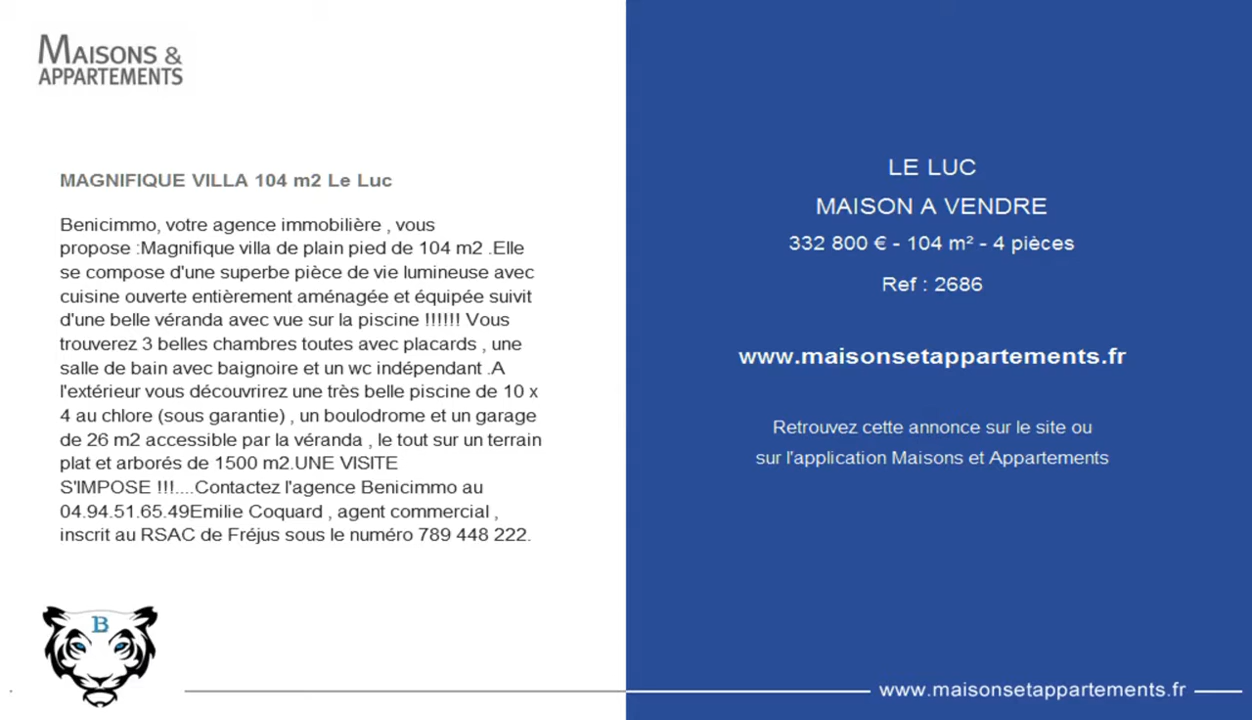 MAISONS &
APPARTEMENTS
MAGNIFIQUE VILLA 104 m2 Le Luc
Benicimmo, votre agence immobilière , vous
propose :Magnifique villa de plain pied de 104 m2 .Elle
se compose d'une superbe pièce de vie lumineuse avec
cuisine ouverte entièrement aménagée et équipée suivit
d'une belle véranda avec vue sur la piscine !!!!!! Vous
trouverez 3 belles chambres toutes avec placards , une
salle de bain avec baignoire et un wc indépendant .A
l'extérieur vous découvrirez une très belle piscine de 10 x
4 au chlore (sous garantie) , un boulodrome et un garage
de 26 m2 accessible par la véranda , le tout sur un terrain
plat et arborés de 1500 m2.UNE VISITE
S'IMPOSE !!!....Contactez l'agence Benicimmo au
04.94.51.65.49Emilie Coquard , agent commercial ,
inscrit au RSAC de Fréjus sous le numéro 789 448 222.
B
LE LUC
MAISON A VENDRE
332 800 € - 104 m² - 4 pièces
Ref : 2686
www.maisonsetappartements.fr
Retrouvez cette annonce sur le site ou
sur l'application Maisons et Appartements
www.maisonsetappartements.fr